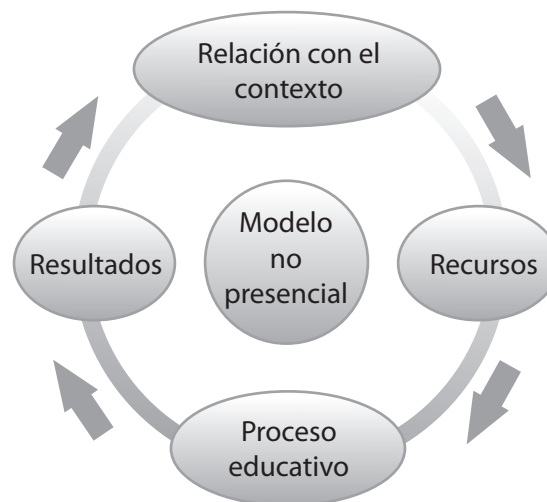 Relación con el
contexto
Modelo
no
presencial
Resultados
Recursos
Proceso
educativo